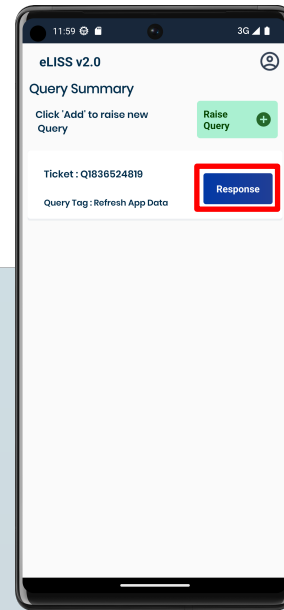 11:59 3G
eLISS v2.0
Query Summary
Click 'Add' to raise new
Query
Raise
Query
Ticket : Q1836524819
Response
Query Tag : Refresh App Data